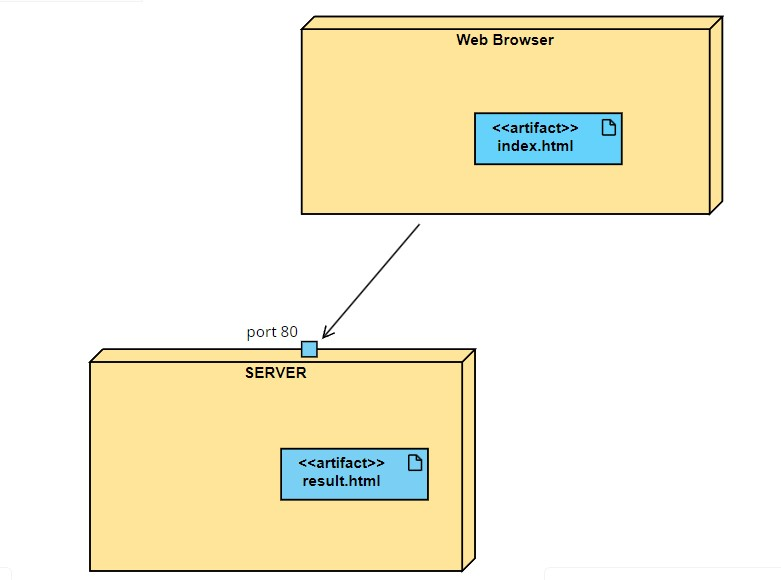 Web Browser
<<artifact>>
index.html
port 80
SERVER
<<artifact>>
result.html